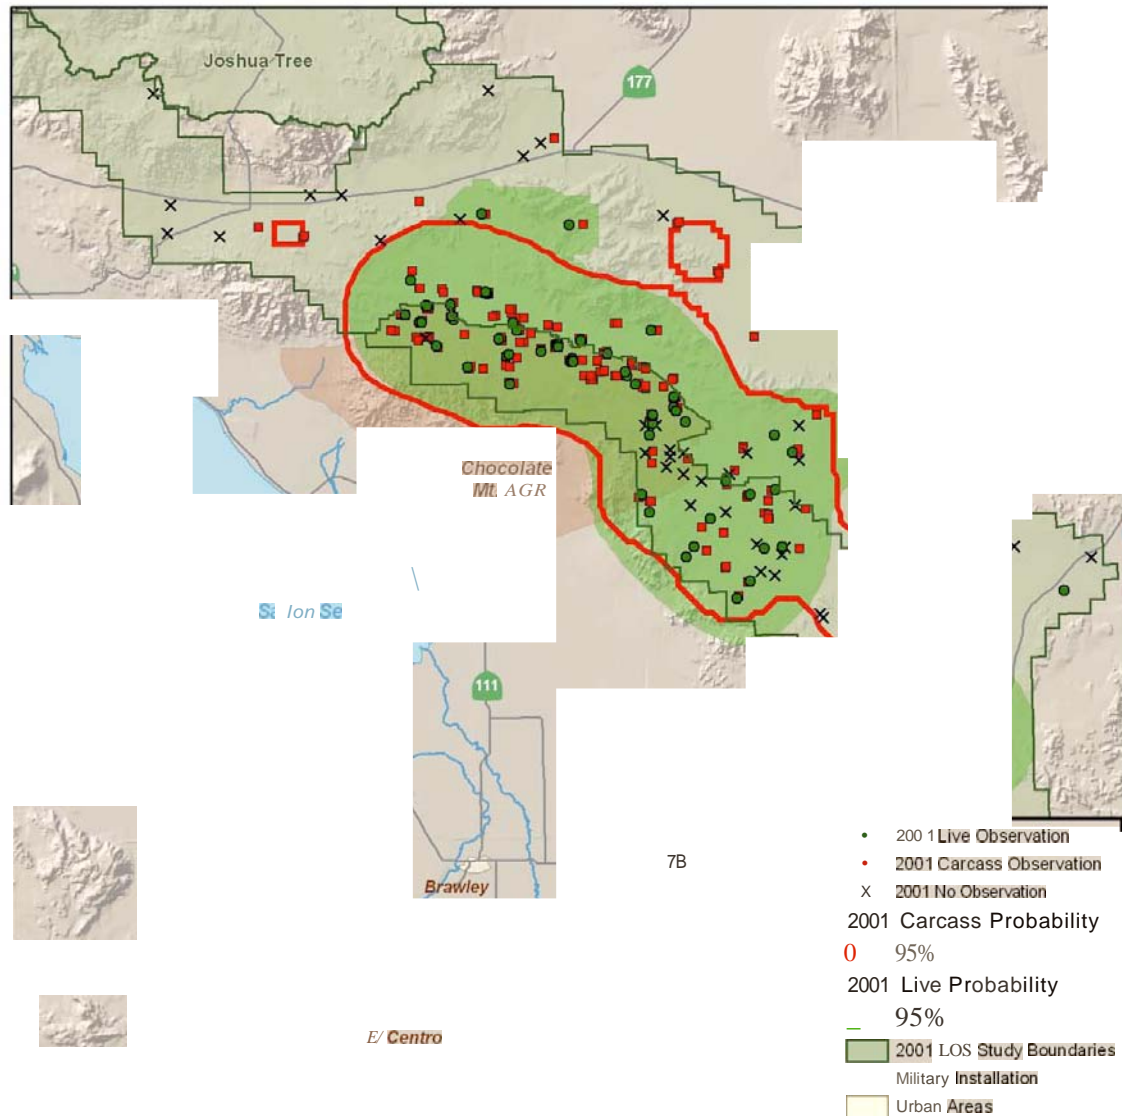 Joshua Tree
177
Chocolate
Mt. AGR
\
Sa lon Se
111
Brawley
7B
E/ Centro
200 1 Live Observation
2001 Carcass Observation
X 2001 No Observation
2001 Carcass Probability
0 95%
2001 Live Probability
_ 95%
2001 LOS Study Boundaries
Military Installation
Urban Areas